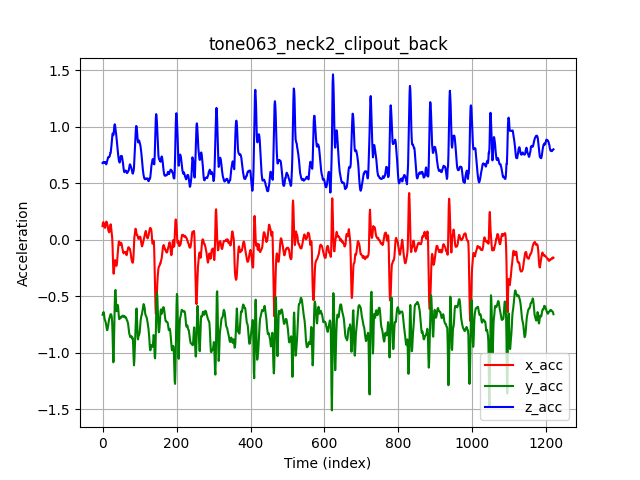 tone063_neck2_clipout_back
1.5
1.0
0.5
0.0
−0.5
−1.0
−1.5
Acceleration
0 200 400 600 800 1000 1200
Time (index)
x_acc
y_acc
z_acc